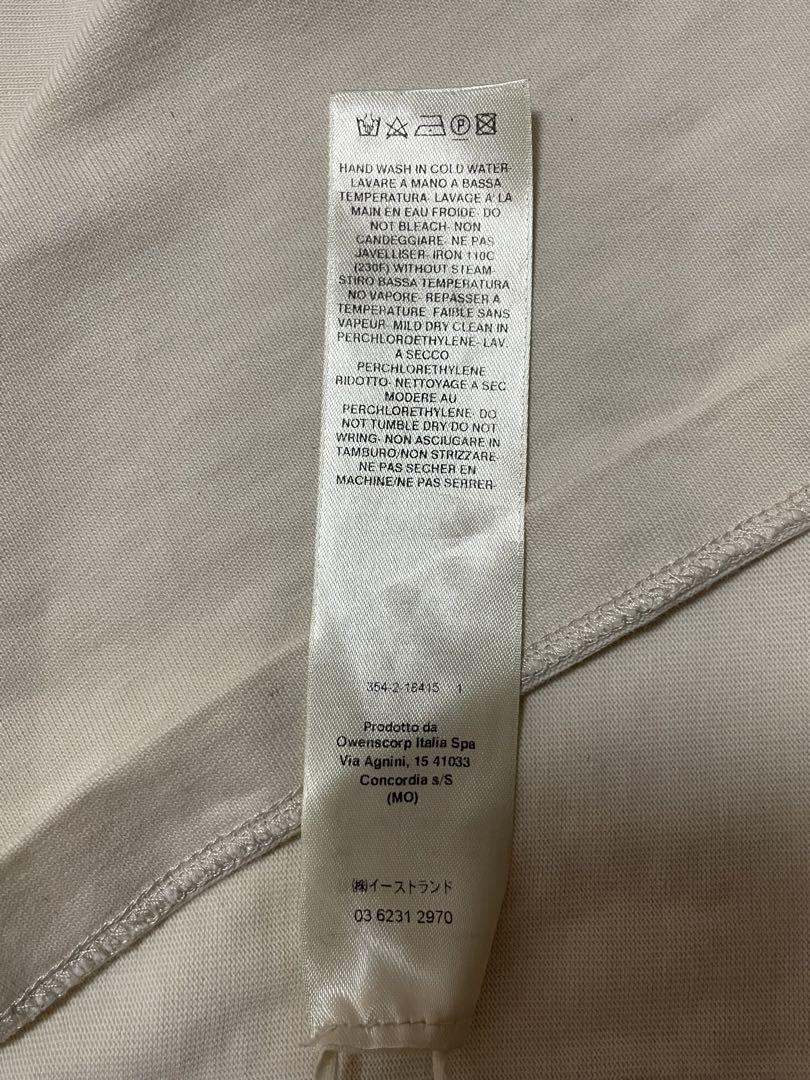 P
HAND WASH IN COLD WATER-
LAVARE A MANO A BASSA
TEMPERATURA- LAVAGE A' LA
MAIN EN EAU FROIDE- DO
NOT BLEACH- NON
CANDEGGIARE- NE PAS
JAVELLISER- IRON 110C
(230F) WITHOUT STEAM-
STIRO BASSA TEMPERATURA
NO VAPORE- REPASSER A
TEMPERATURE FAIBLE SANS
VAPEUR- MILD DRY CLEAN IN
PERCHLOROETHYLENE- LAV.
A SECCO
PERCHLORETHYLENE
RIDOTTO- NETTOYAGE A SEC
MODERE AU
PERCHLORETHYLENE- DO
NOT TUMBLE DRY/DO NOT
WRING- NON ASCIUGARE IN
TAMBURO/NON STRIZZARE-
NE PAS SECHER EN
MACHINE/NE PAS SERRER-
354-2-16415 1
Prodotto da
Owenscorp Italia Spa
Via Agnini, 15 41033
Concordia s/S
(MO)
㈱イーストランド
03 6231 2970